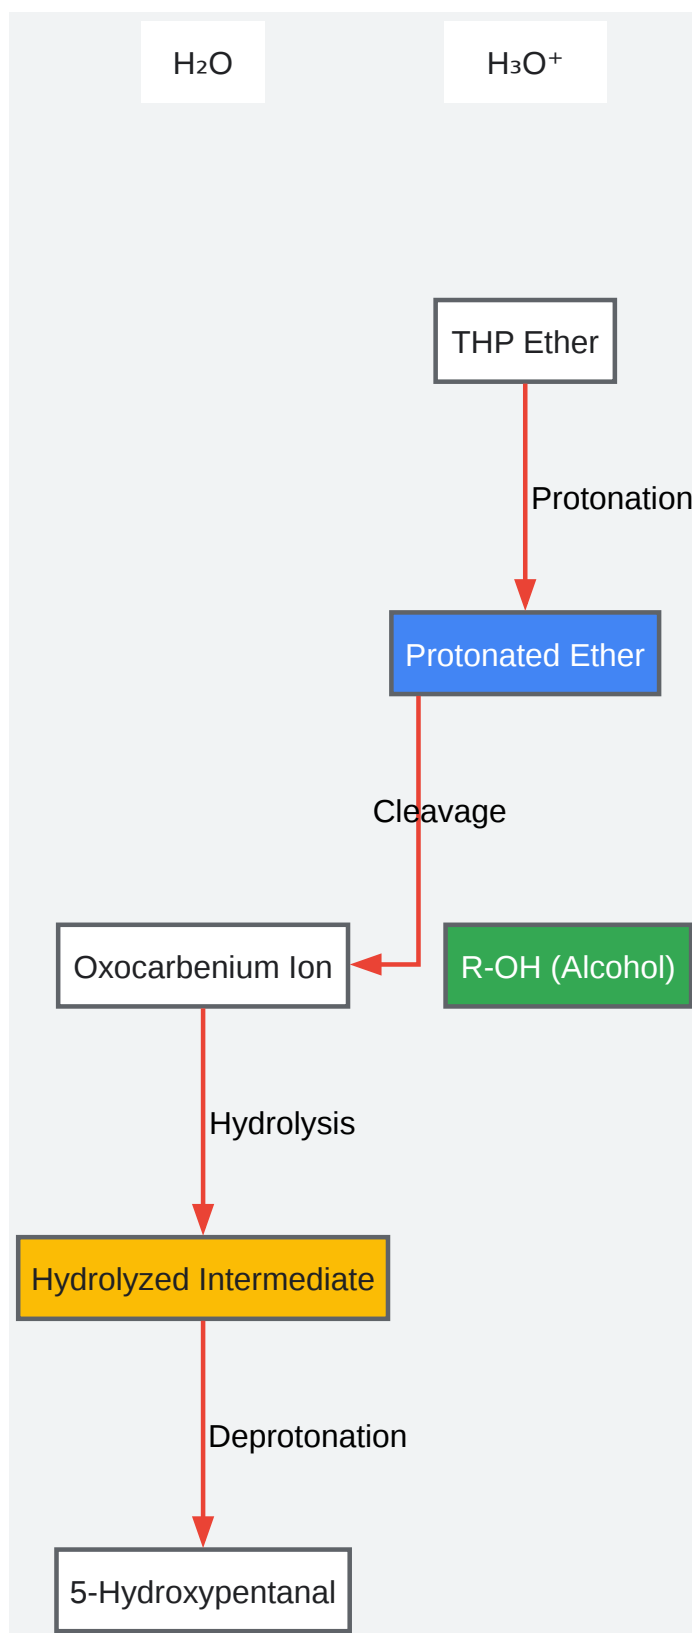 H₂O
H₃O⁺
THP Ether
Protonation
Protonated Ether
Cleavage
Oxocarbenium Ion
R-OH (Alcohol)
Hydrolysis
Hydrolyzed Intermediate
Deprotonation
5-Hydroxypentanal